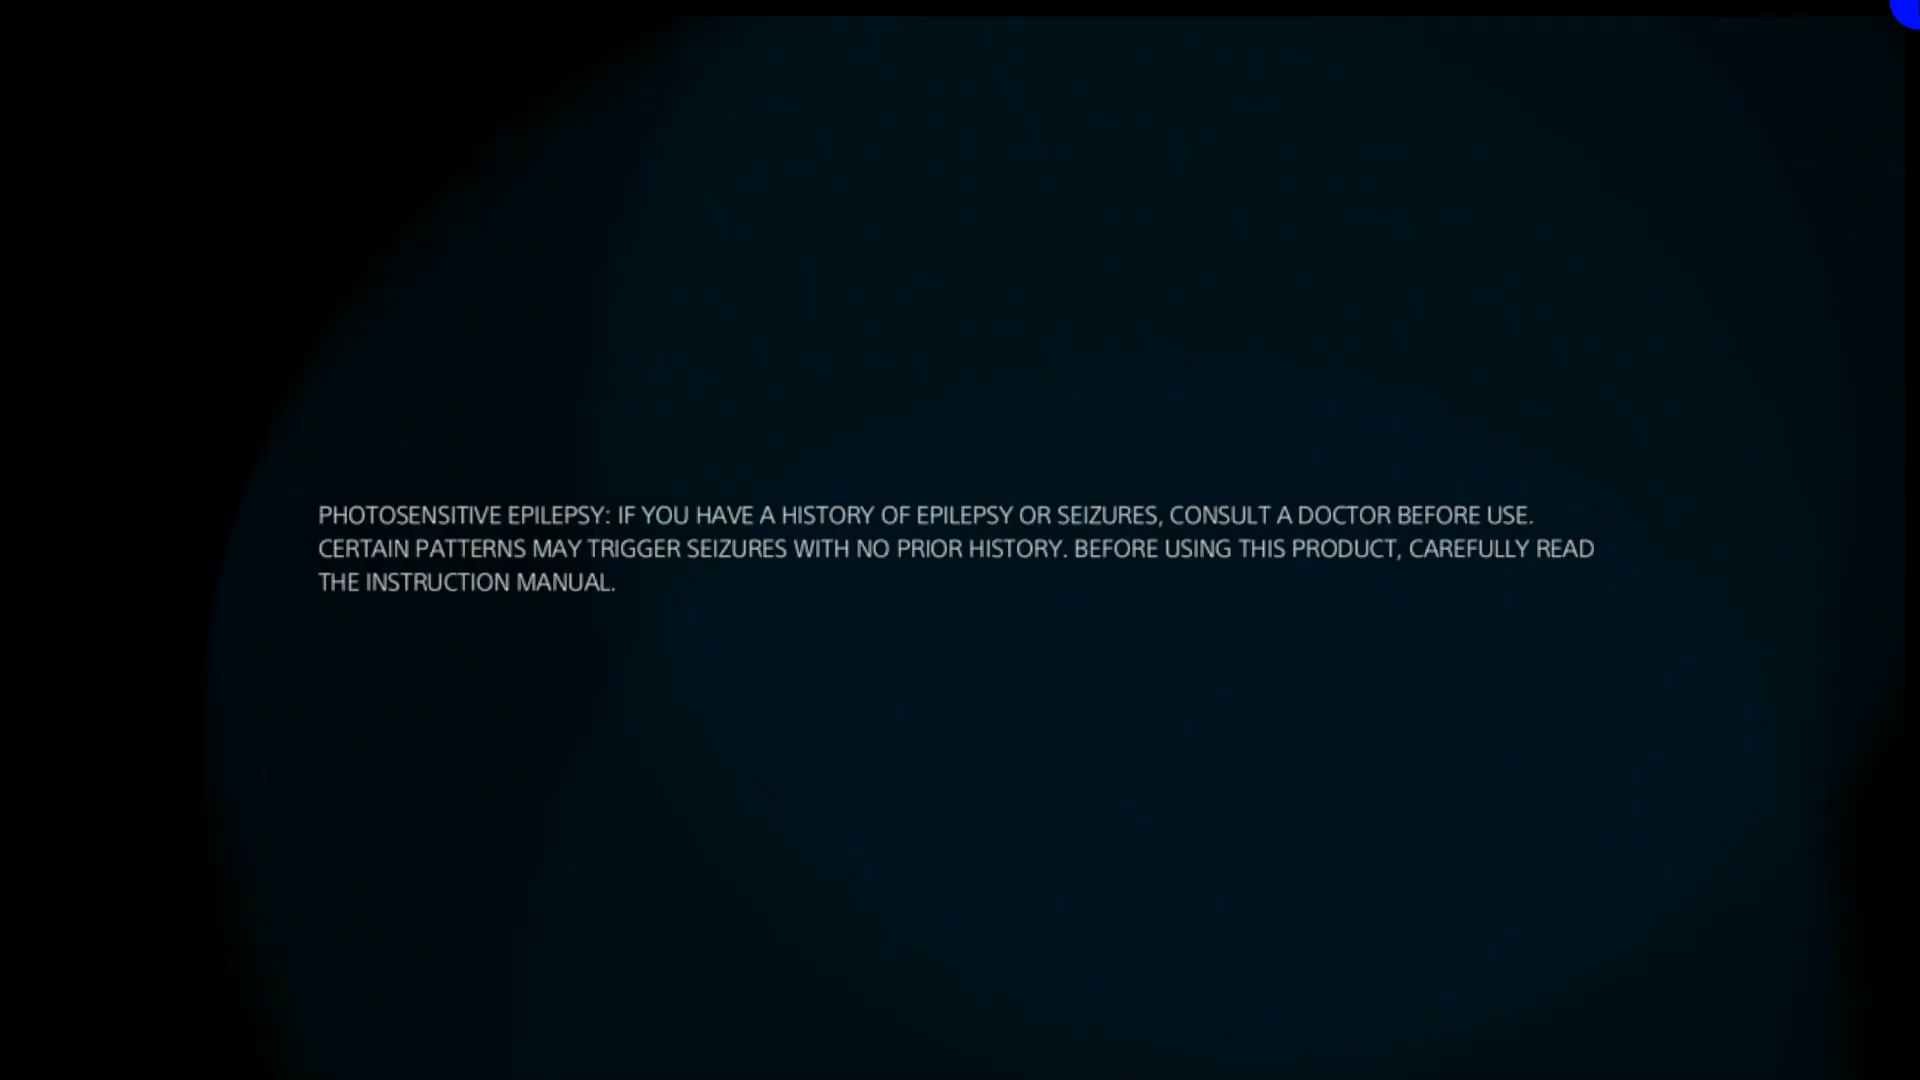 PHOTOSENSITIVE EPILEPSY: IF YOU HAVE A HISTORY OF EPILEPSY OR SEIZURES, CONSULT A DOCTOR BEFORE USE.
CERTAIN PATTERNS MAY TRIGGER SEIZURES WITH NO PRIOR HISTORY. BEFORE USING THIS PRODUCT, CAREFULLY READ
THE INSTRUCTION MANUAL.